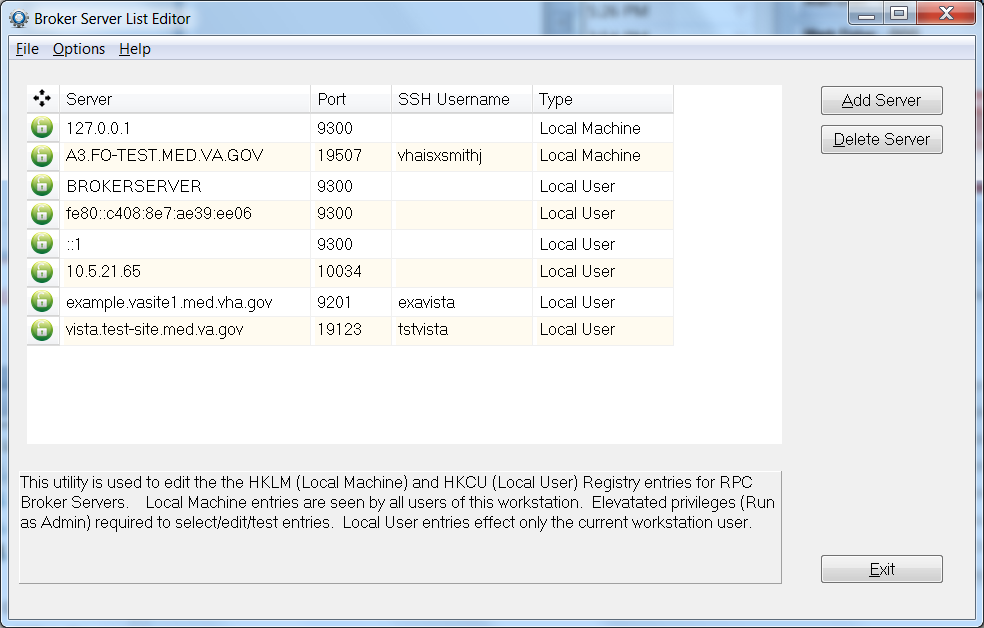 Broker Server List Editor
File Options Help
Server Port SSH Username Type
127.0.0.1 9300 Local Machine
A3.FO-TEST.MED.VA.GOV 19507 vhaisxsmithj Local Machine
BROKERSERVER 9300 Local User
fe80::c408:8e7:ae39:ee06 9300 Local User
::1 9300 Local User
10.5.21.65 10034 Local User
example.vasite1.med.vha.gov 9201 exavista Local User
vista.test-site.med.va.gov 19123 tstvista Local User
Add Server
Delete Server
This utility is used to edit the the HKLM (Local Machine) and HKCU (Local User) Registry entries for RPC
Broker Servers. Local Machine entries are seen by all users of this workstation. Elevatated privileges (Run
as Admin) required to select/edit/test entries. Local User entries effect only the current workstation user.
Exit